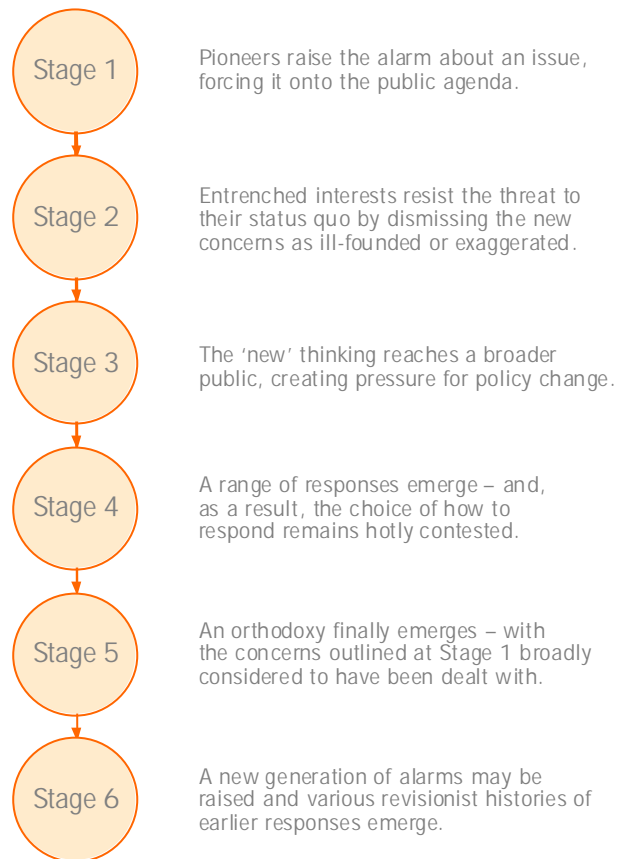 Stage 1
Pioneers raise the alarm about an issue,
forcing it onto the public agenda.
Stage 2
Entrenched interests resist the threat to
their status quo by dismissing the new
concerns as ill-founded or exaggerated.
Stage 3
The ‘new’ thinking reaches a broader
public, creating pressure for policy change.
Stage 4
A range of responses emerge – and,
as a result, the choice of how to
respond remains hotly contested.
Stage 5
An orthodoxy finally emerges – with
the concerns outlined at Stage 1 broadly
considered to have been dealt with.
Stage 6
A new generation of alarms may be
raised and various revisionist histories of
earlier responses emerge.